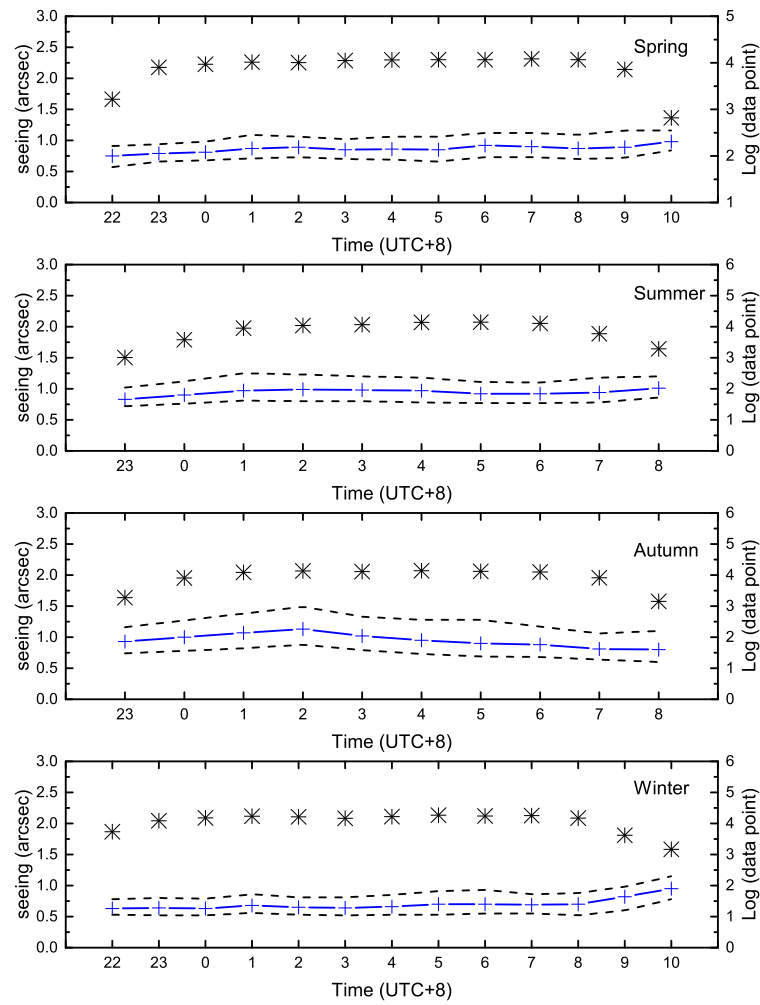 3.0 5
2.5 Spring
4
2.0
1.5 3
1.0
2
0.5
0.0 1
seeing (arcsec)
Log (data point)
22 23 0 1 2 3 4 5 6 7 8 9 10
Time (UTC+8)
3.0 6
2.5 Summer 5
2.0 4
1.5 3
1.0 2
0.5 1
0.0 0
seeing (arcsec)
Log (data point)
23 0 1 2 3 4 5 6 7 8
Time (UTC+8)
3.0 6
2.5 Autumn 5
2.0 4
1.5 3
1.0 2
0.5 1
0.0 0
seeing (arcsec)
Log (data point)
23 0 1 2 3 4 5 6 7 8
Time (UTC+8)
3.0 6
2.5 Winter 5
2.0 4
1.5 3
1.0 2
0.5 1
0.0 0
seeing (arcsec)
Log (data point)
22 23 0 1 2 3 4 5 6 7 8 9 10
Time (UTC+8)